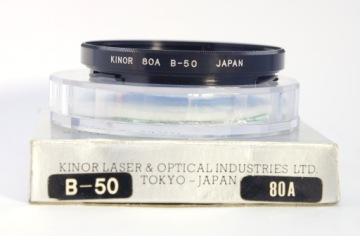 KINOR 80A B-50 JAPAN
KINOR LASER & OPTICAL INDUSTRIES LTD.
B-50 TOKYO-JAPAN 80A